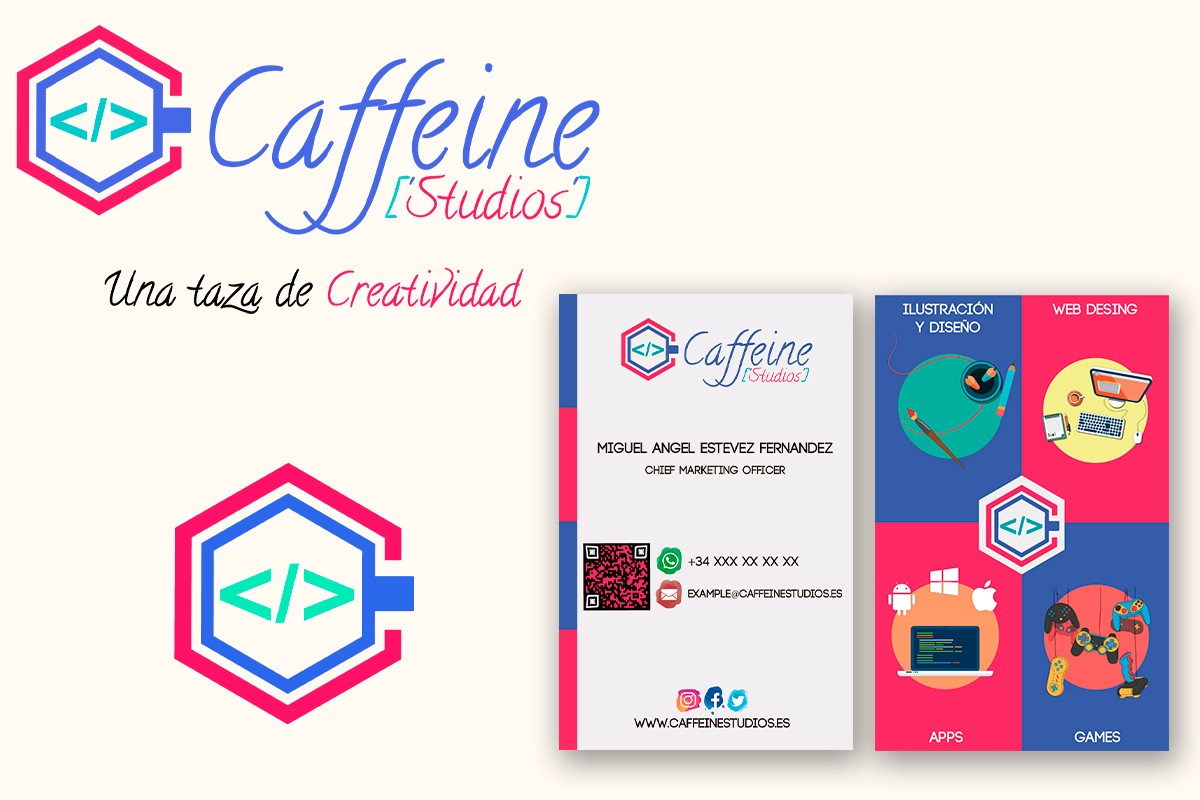 </>
Caffeine
['Studios']
Una taza de Creatividad
</>
</>
Caffeine
['Studios']
MIGUEL ANGEL ESTEVEZ FERNANDEZ
CHIEF MARKETING OFFICER
+34 XXX XX XX XX
EXAMPLE@CAFFEINESTUDIOS.ES
WWW.CAFFEINESTUDIOS.ES
ILUSTRACIÓN
Y DISEÑO
WEB DESING
</>
APPS
GAMES